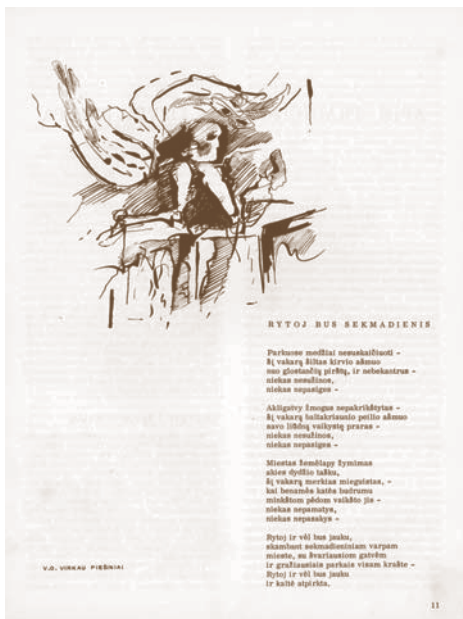 RYTOJ BUS SEKMADIENIS
Parkuose medžiai nesuskaičiuoti –
šį vakarą šiltas kirvio ašmuo
nuo glostančių pirštų, ir nebekantrus –
niekas nesužinos,
niekas nepasiges –
Akligatvy žmogus nepakrikštytas –
šį vakarą baltakriaunio peilio ašmuo
savo liūdną vaikystę praras –
niekas nesužinos,
niekas nepasiges –
Miestas žemėlapy žymimas
akies dydžio tašku,
šį vakarą merkias mieguistas, –
kai benamės katės budrumu
minkštom pėdom vaikšto jis –
niekas nepamatys,
niekas nepasakys –
Rytoj ir vėl bus jauku,
skambant sekmadieniniam varpam
mieste, su švariausiom gatvėm
ir gražiausiais parkais visam krašte –
Rytoj ir vėl bus jauku
ir kaltė atpirkta.
V.O. VIRKAU PIEŠINIAI
11